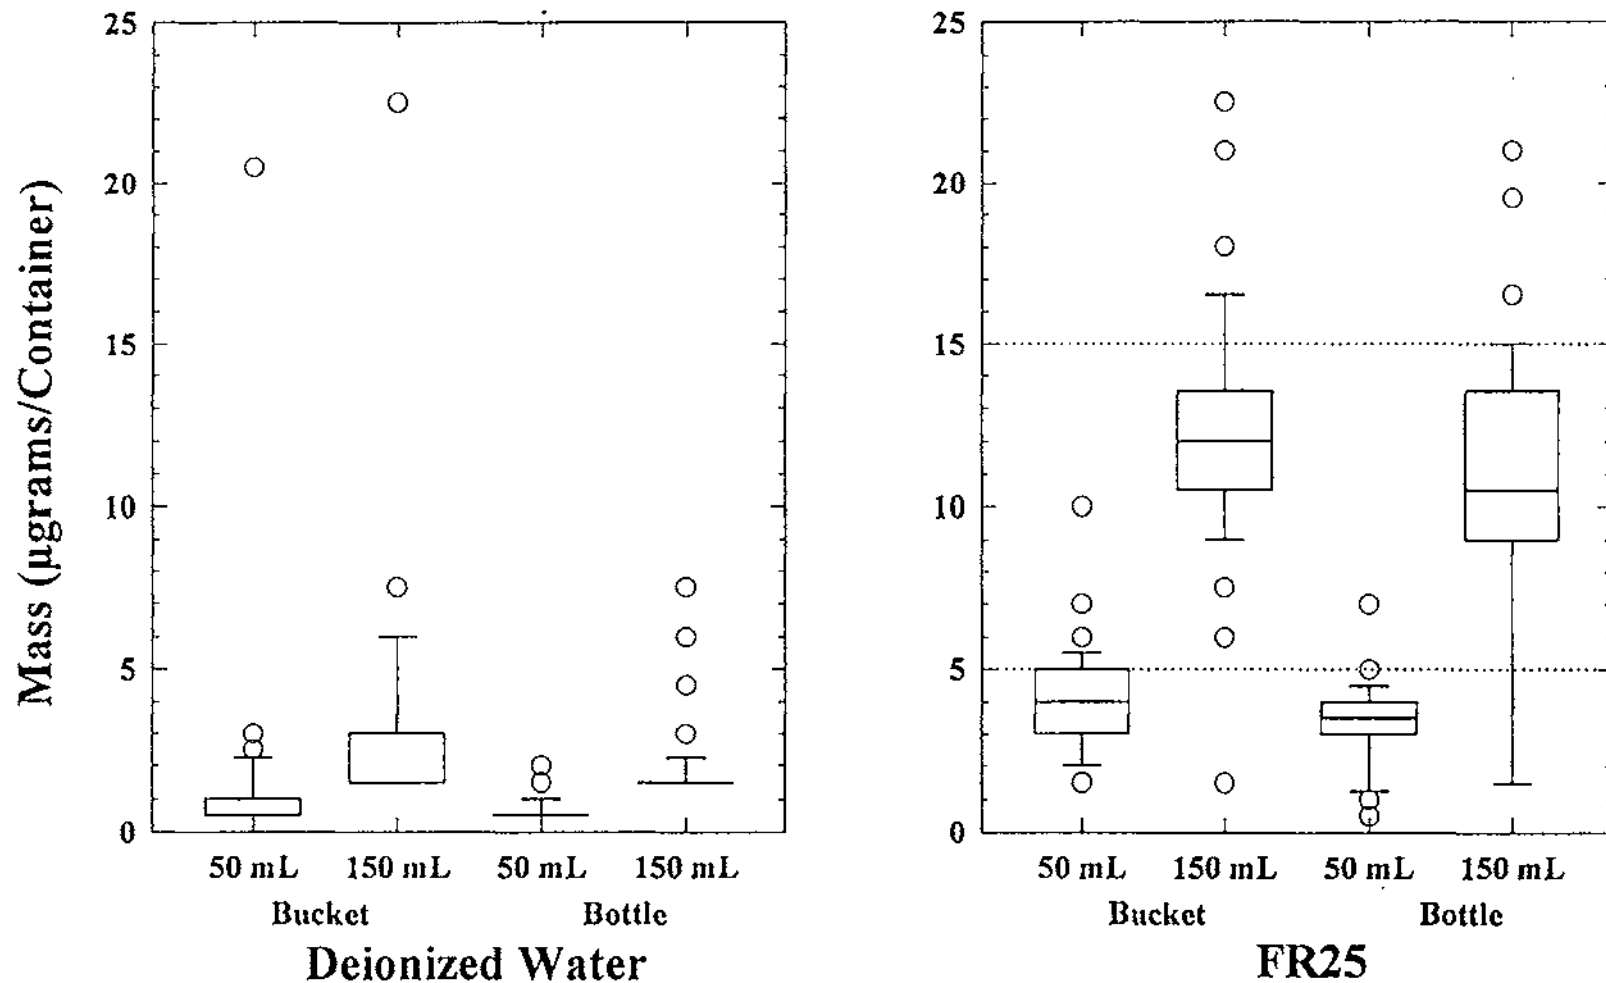 Mass (µgrams/Container)
25
20
15
10
5
0
50 mL 150 mL 50 mL 150 mL
Bucket Bottle
Deionized Water
25
20
15
10
5
0
50 mL 150 mL 50 mL 150 mL
Bucket Bottle
FR25